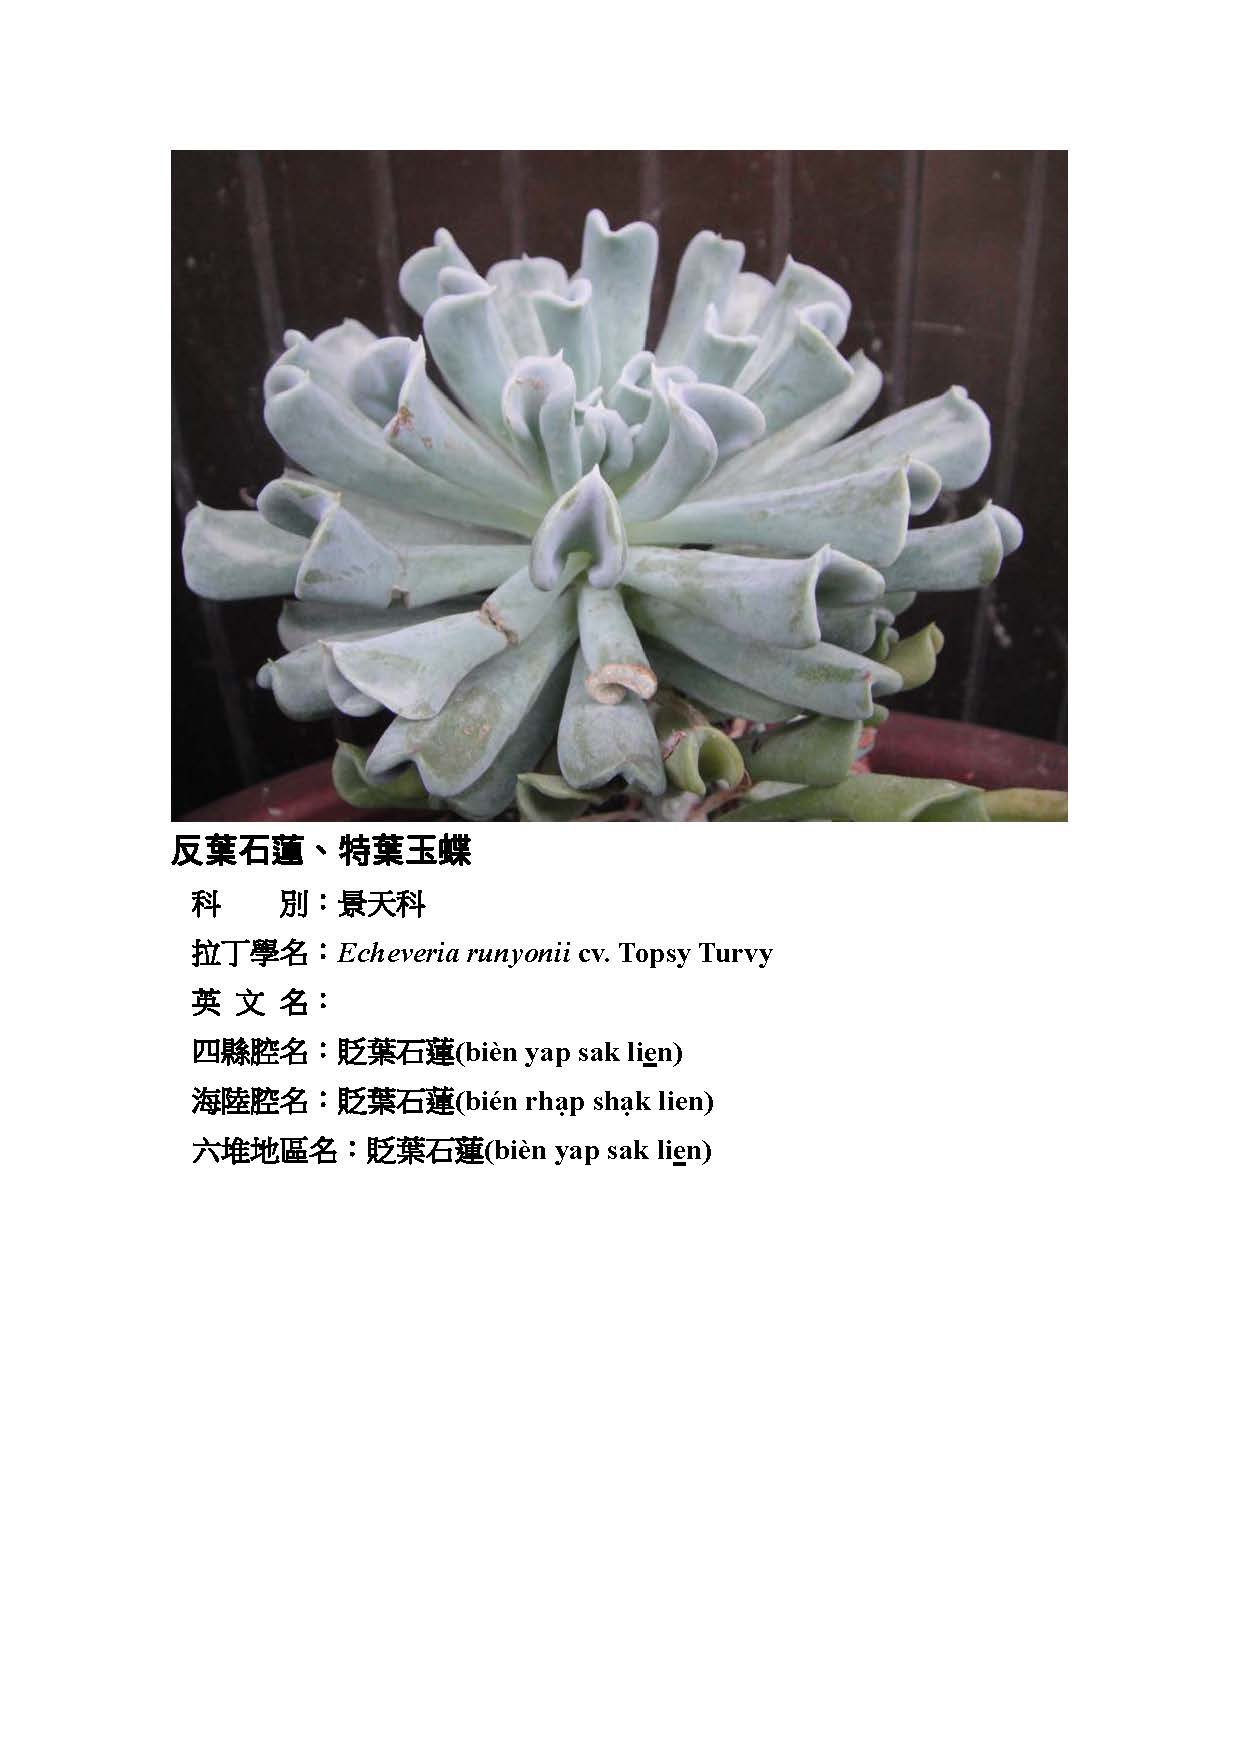 反葉石蓮、特葉玉蝶
科　　別：景天科
拉丁學名：Echeveria runyonii cv. Topsy Turvy
英 文 名：
四縣腔名：貶葉石蓮(bièn yap sak lien)
海陸腔名：貶葉石蓮(bién rhạp shạk lien)
六堆地區名：貶葉石蓮(bièn yap sak lien)